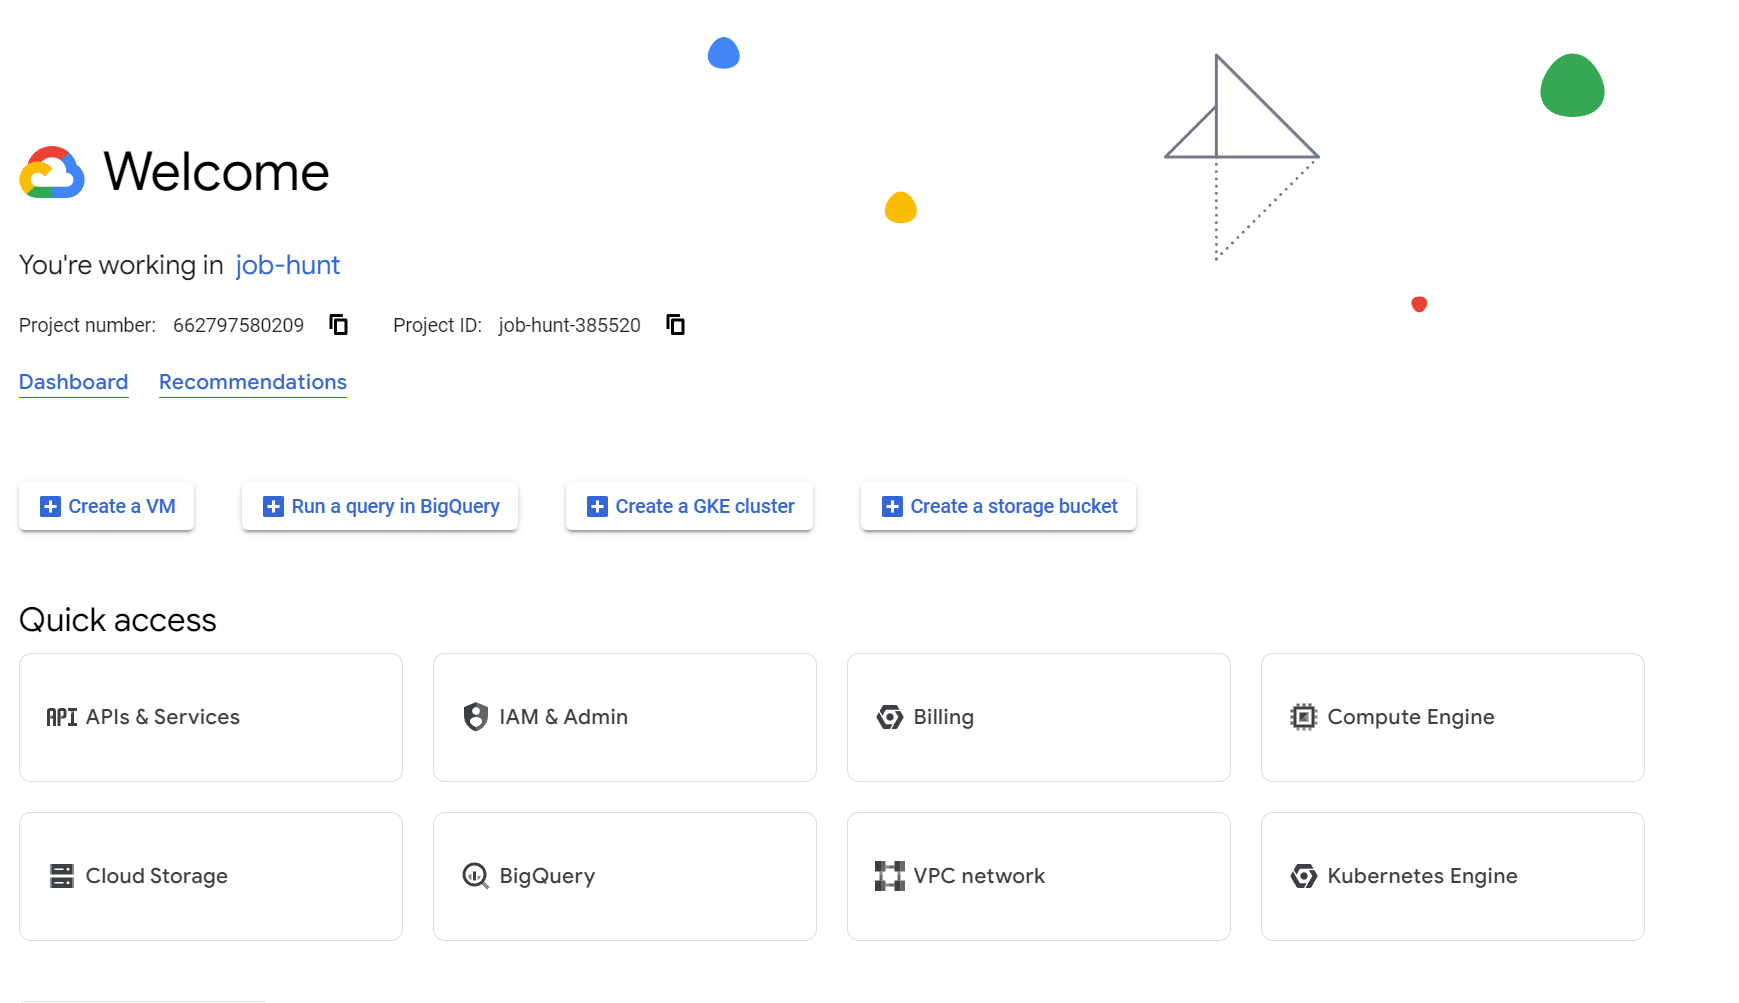 Welcome
You're working in job-hunt
Project number: 662797580209 Project ID: job-hunt-385520
Dashboard Recommendations
Create a VM Run a query in BigQuery Create a GKE cluster Create a storage bucket
Quick access
API APIs & Services IAM & Admin Billing Compute Engine
Cloud Storage BigQuery VPC network Kubernetes Engine